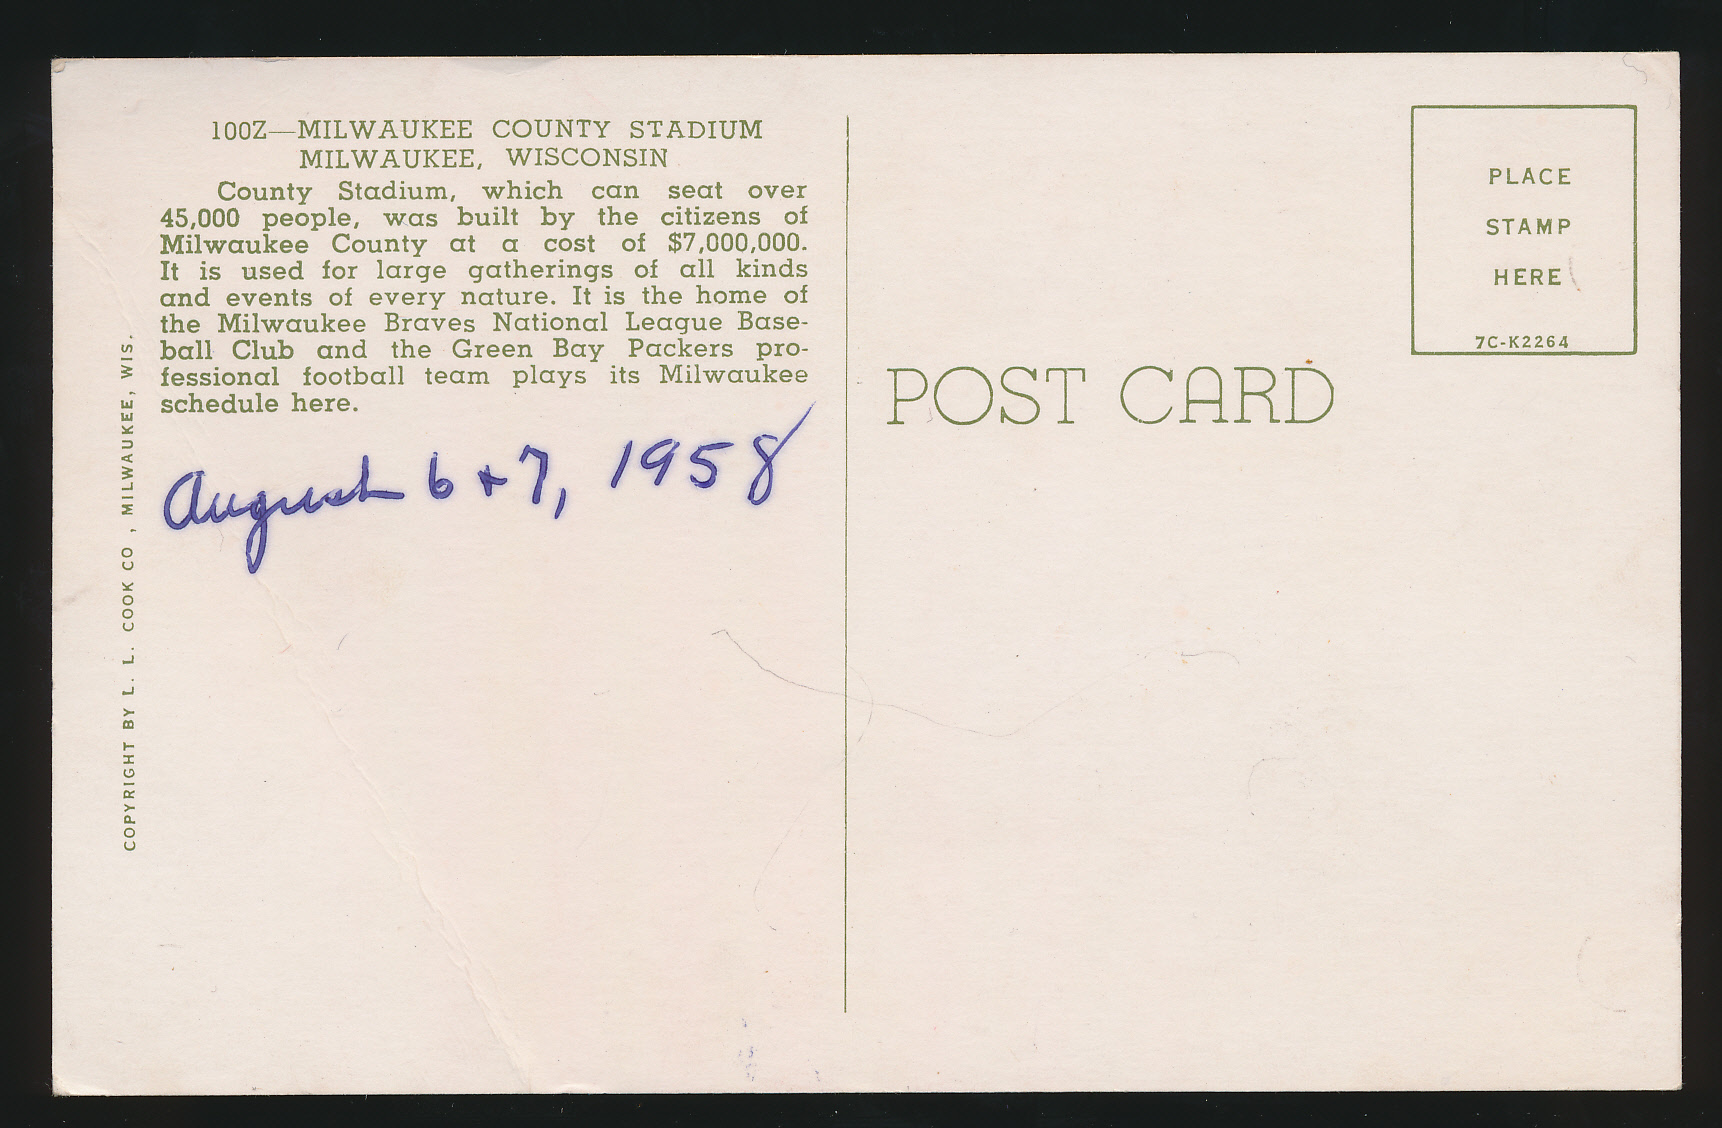 100Z—MILWAUKEE COUNTY STADIUM
MILWAUKEE, WISCONSIN
County Stadium, which can seat over
45,000 people, was built by the citizens of
Milwaukee County at a cost of $7,000,000.
It is used for large gatherings of all kinds
and events of every nature. It is the home of
the Milwaukee Braves National League Base-
ball Club and the Green Bay Packers pro-
fessional football team plays its Milwaukee
schedule here.
August 6 + 7, 1958
COPYRIGHT BY L. L. COOK CO , MILWAUKEE, WIS.
POST CARD
PLACE
STAMP
HERE
7C-K2264